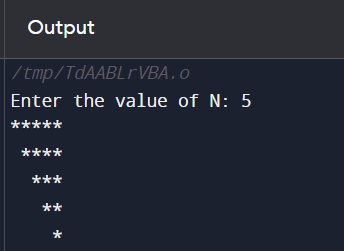 Output
/tmp/TdAABLrVBA.o
Enter the value of N: 5
*****
 ****
  ***
   **
    *